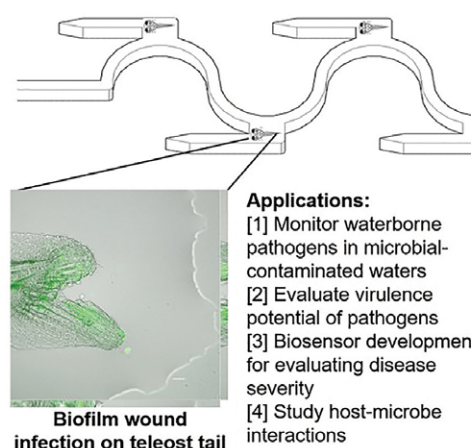 Applications:
[1] Monitor waterborne
pathogens in microbial-
contaminated waters
[2] Evaluate virulence
potential of pathogens
[3] Biosensor developmen
for evaluating disease
severity
[4] Study host-microbe
interactions
Biofilm wound
infection on teleost tail